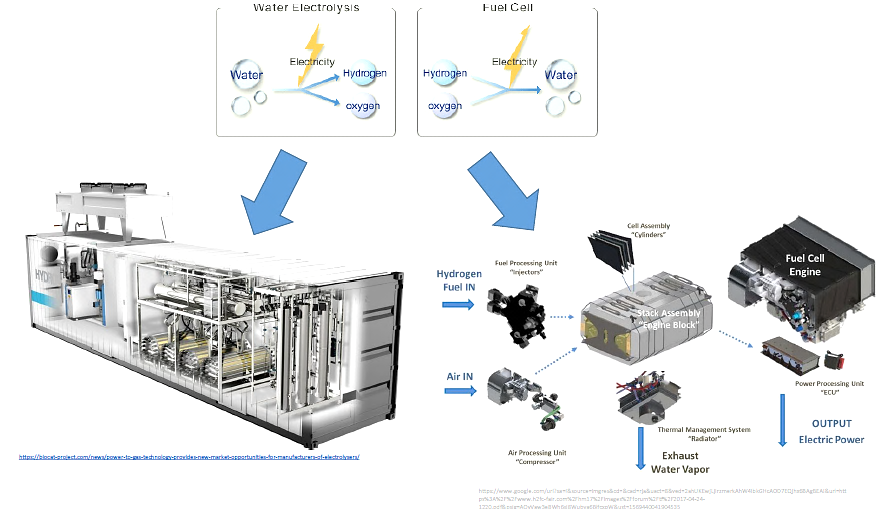 Water Electrolysis
Fuel Cell
Electricity
Water
Hydrogen
oxygen
Electricity
Hydrogen
Water
oxygen
HYD
https://biocat-project.com/news/power-to-gas-technology-provides-new-market-opportunities-for-manufacturers-of-electrolysers/
Cell Assembly
"Cylinders"
Fuel Processing Unit
"Injectors"
Hydrogen
Fuel IN
Fuel Cell
Engine
Stack Assembly
"Engine Block"
Air IN
Power Processing Unit
"ECU"
Thermal Management System
"Radiator"
OUTPUT
Electric Power
Air Processing Unit
"Compressor"
Exhaust
Water Vapor